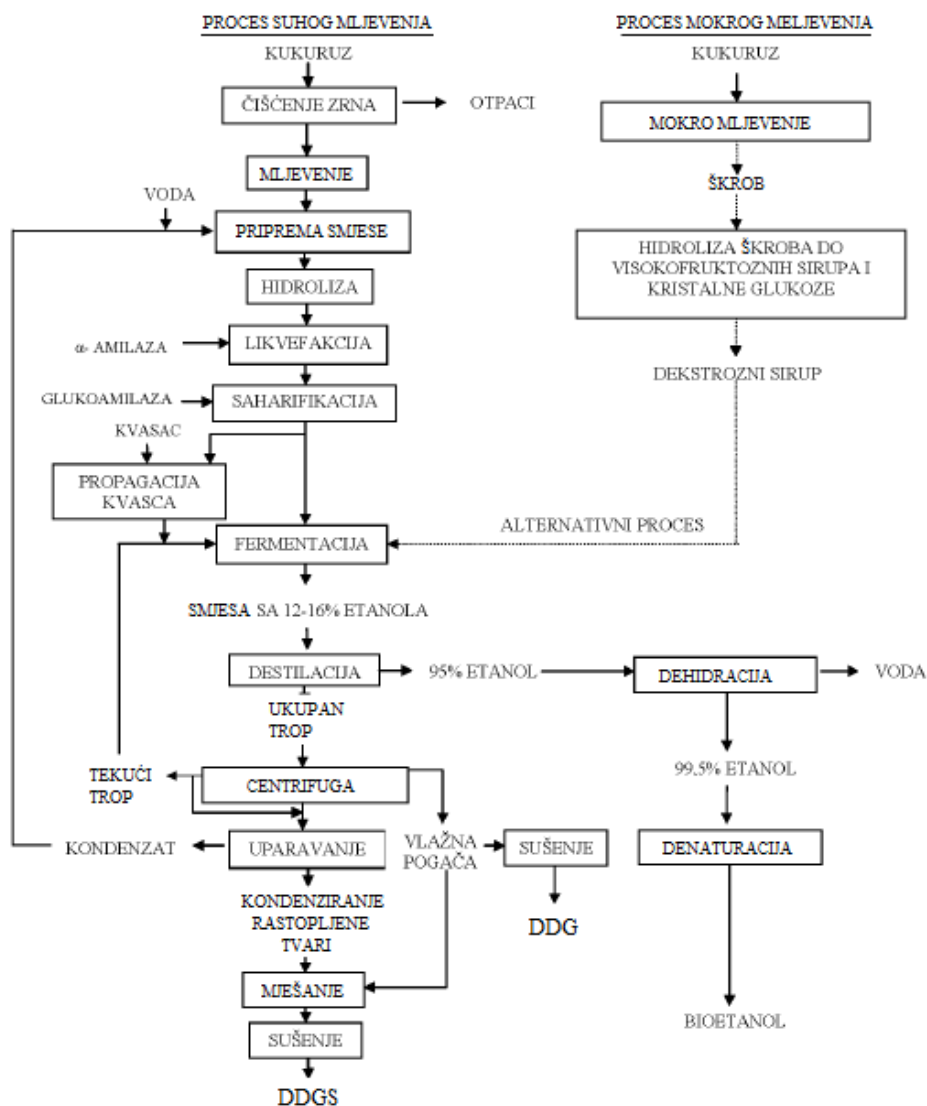 PROCES SUHOG MLJEVENJA
PROCES MOKROG MELJEVENJA
KUKURUZ
KUKURUZ
ČIŠĆENJE ZRNA
OTPACI
MOKRO MLJEVENJE
MLJEVENJE
ŠKROB
VODA
PRIPREMA SMJESE
HIDROLIZA ŠKROBA DO
VISOKOFRUKTOZNIH SIRUPA I
KRISTALNE GLUKOZE
HIDROLIZA
α- AMILAZA
LIKVEFAKCIJA
DEKSTROZNI SIRUP
GLUKOAMILAZA
SAHARIFIKACIJA
KVASAC
PROPAGACIJA
KVASCA
ALTERNATIVNI PROCES
FERMENTACIJA
SMJESA SA 12-16% ETANOLA
DESTILACIJA
95% ETANOL
DEHIDRACIJA
VODA
UKUPAN
TROP
99.5% ETANOL
TEKUĆI
TROP
CENTRIFUGA
KONDENZAT
UPARAVANJE
VLAŽNA
POGAČA
SUŠENJE
DENATURACIJA
KONDENZIRANJE
RASTOPLJENE
TVARI
DDG
MJEŠANJE
BIOETANOL
SUŠENJE
DDGS